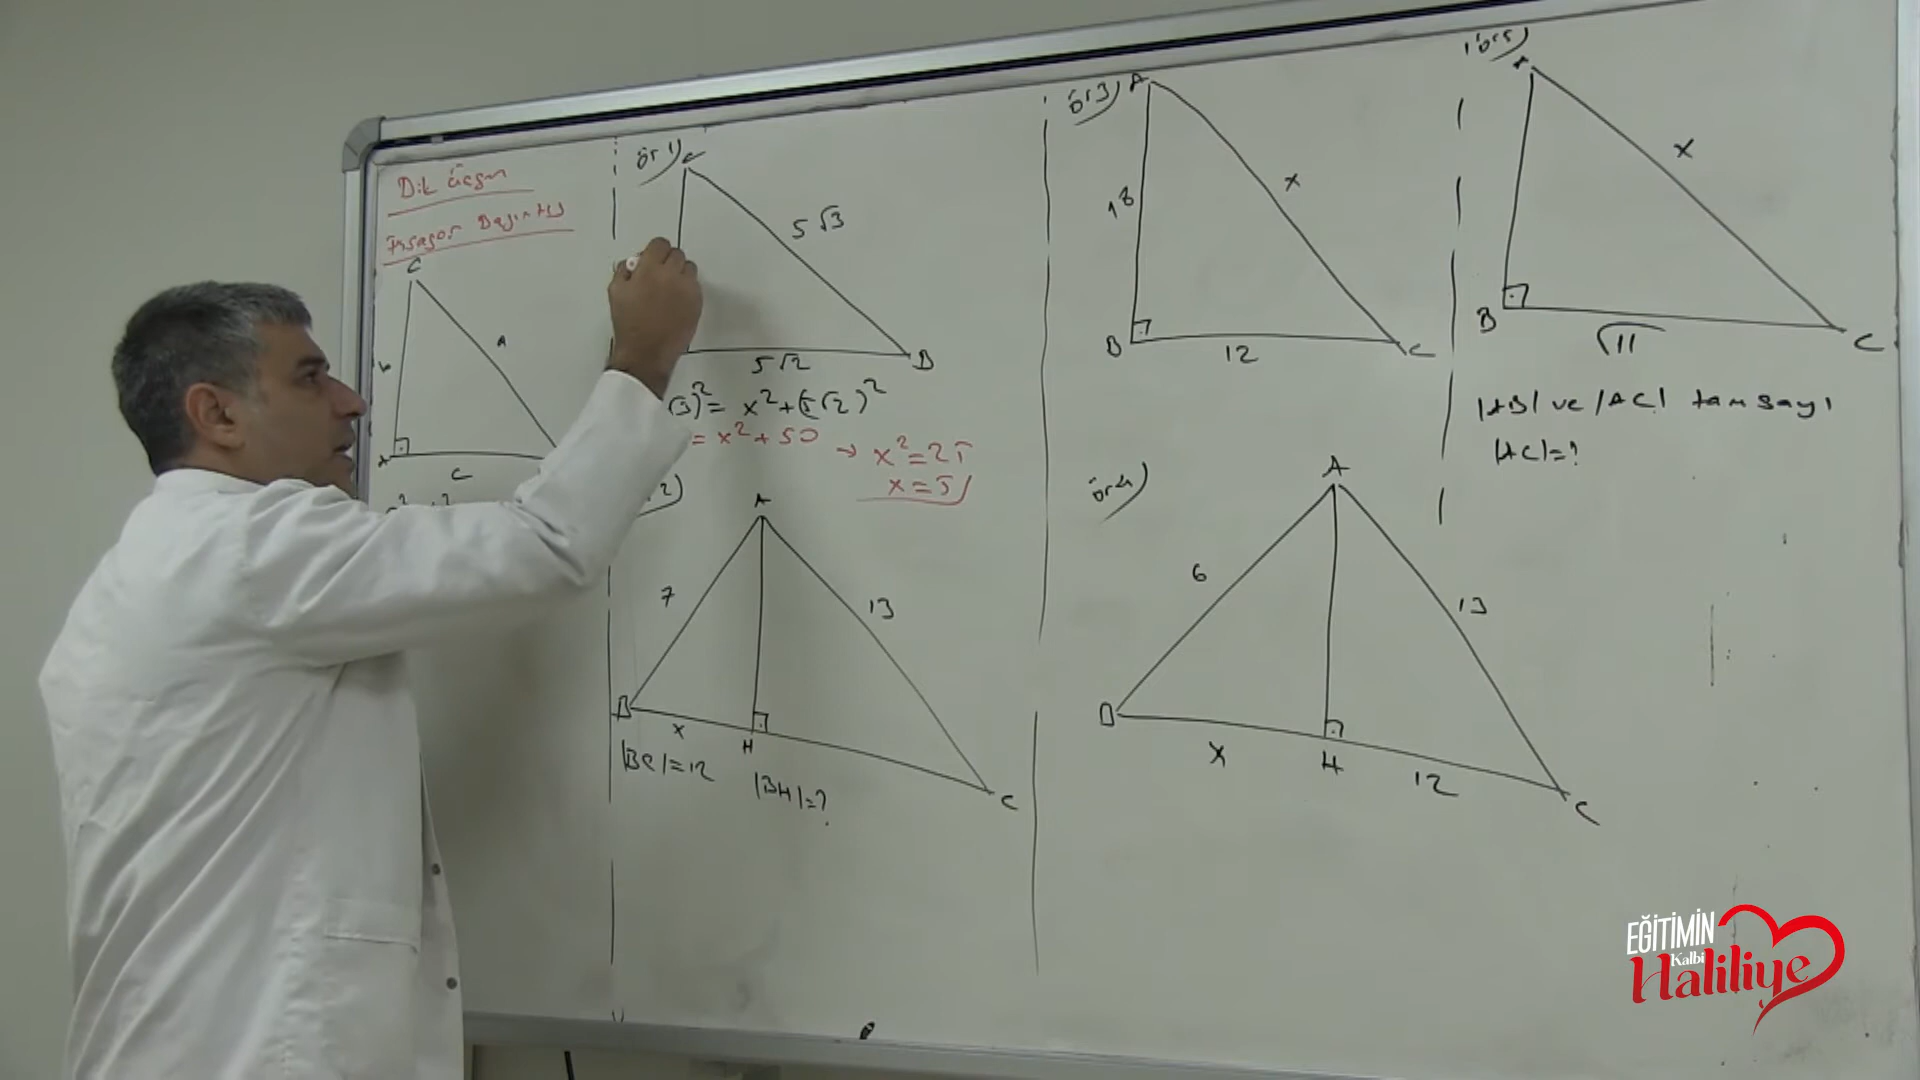 Dik Üçgen
Pisagor Bağıntısı
C
b
a
A
c
ör 1)
C
5√3
5√2
B
√3)² = x² + (5√2)²
= x² + 50 → x² = 25
x = 5
2)
A
7
13
B
x
H
C
|BC| = 12
|BH| = ?
ör 3)
A
18
x
B
12
C
ör 4)
A
6
13
B
x
H
12
C
ör 5)
A
x
B
√11
C
|AB| ve |AC| tamsayı
|AC| = ?
EĞİTİMİN
Kalbi
Haliliye